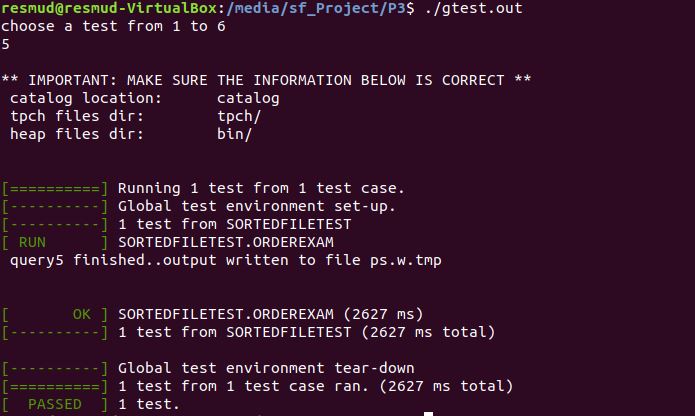 resmud@resmud-VirtualBox:/media/sf_Project/P3$ ./gtest.out
choose a test from 1 to 6
5
** IMPORTANT: MAKE SURE THE INFORMATION BELOW IS CORRECT **
catalog location: catalog
tpch files dir: tpch/
heap files dir: bin/
[==========] Running 1 test from 1 test case.
[----------] Global test environment set-up.
[----------] 1 test from SORTEDFILETEST
[ RUN      ] SORTEDFILETEST.ORDEREXAM
query5 finished..output written to file ps.w.tmp
[       OK ] SORTEDFILETEST.ORDEREXAM (2627 ms)
[----------] 1 test from SORTEDFILETEST (2627 ms total)
[----------] Global test environment tear-down
[==========] 1 test from 1 test case ran. (2627 ms total)
[  PASSED  ] 1 test.